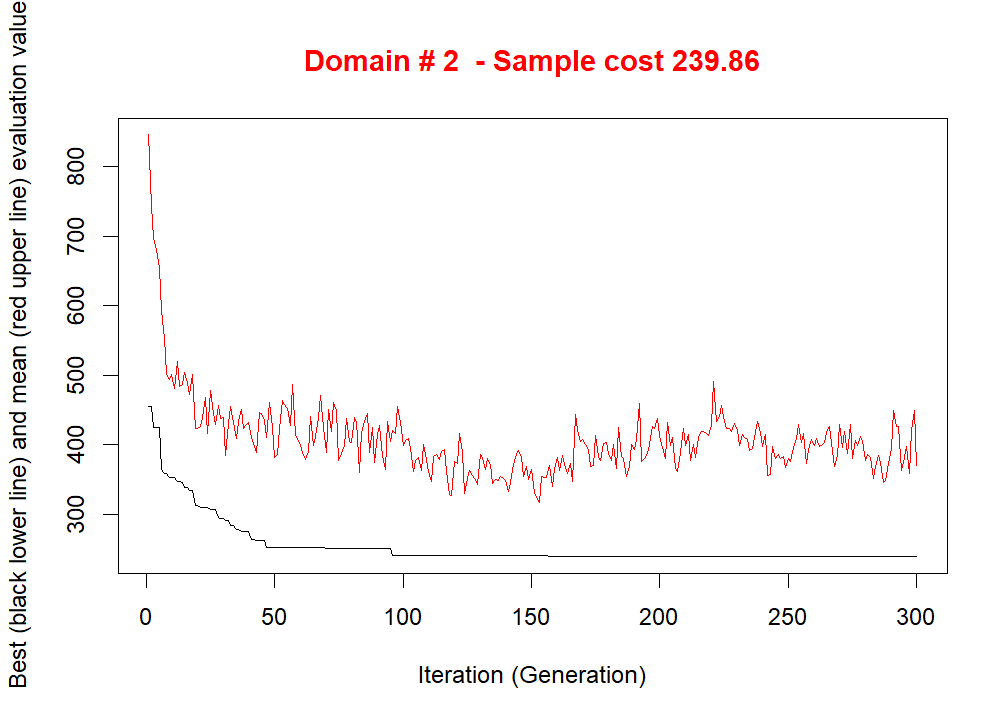 Domain # 2  - Sample cost 239.86
Best (black lower line) and mean (red upper line) evaluation value
800
700
600
500
400
300
0 50 100 150 200 250 300
Iteration (Generation)